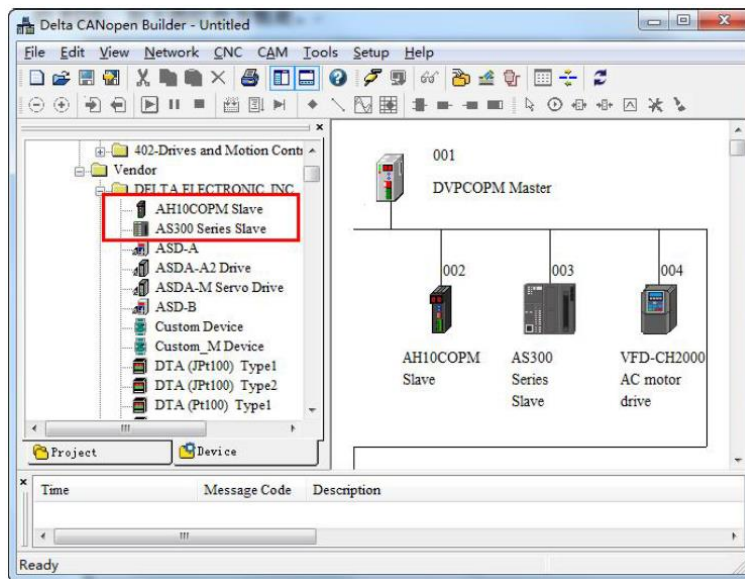 Delta CANopen Builder - Untitled
File Edit View Network CNC CAM Tools Setup Help
402-Drives and Motion Cont
Vendor
DELTA ELECTRONIC, INC.
AH10COPM Slave
AS300 Series Slave
ASD-A
ASDA-A2 Drive
ASDA-M Servo Drive
ASD-B
Custom Device
Custom_M Device
DTA (JPt100) Type1
DTA (JPt100) Type2
DTA (Pt100) Type1
Project Device
001
DVPCOPM Master
002
AH10COPM
Slave
003
AS300
Series
Slave
004
VFD-CH2000
AC motor
drive
Time Message Code Description
Ready